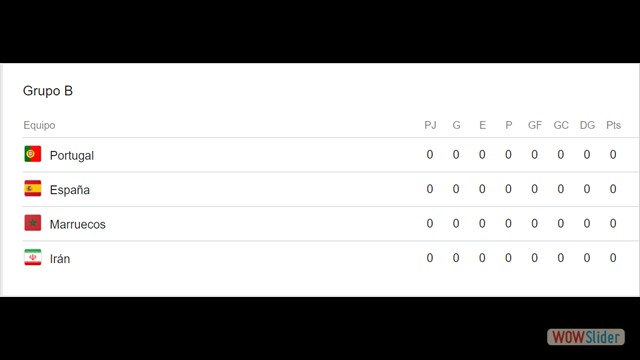 Grupo B
Equipo PJ G E P GF GC DG Pts
Portugal 0 0 0 0 0 0 0 0
España 0 0 0 0 0 0 0 0
Marruecos 0 0 0 0 0 0 0 0
Irán 0 0 0 0 0 0 0 0
WOWSlider